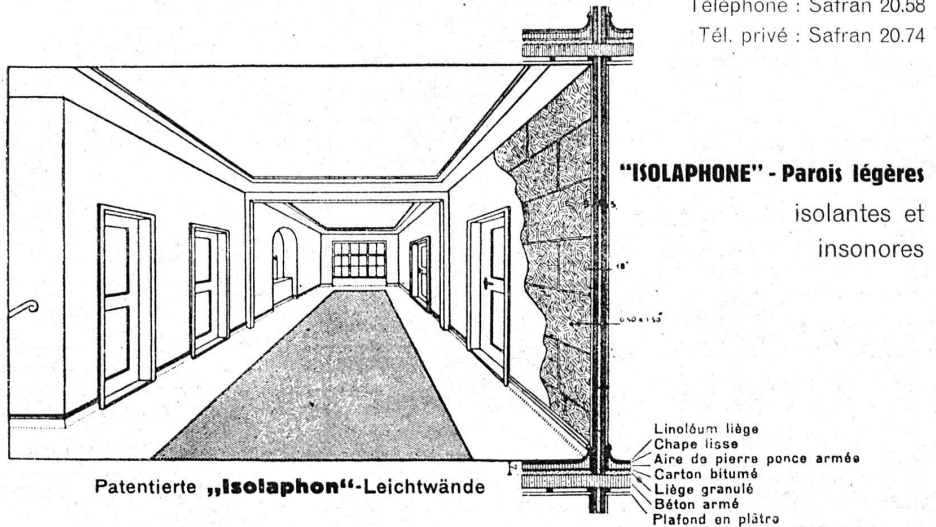 Téléphone : Safran 20.58
Tél. privé : Safran 20.74
“ISOLAPHONE” - Parois légères
isolantes et
insonores
Linoléum liège
Chape lisse
Aire de pierre ponce armée
Carton bitumé
Liège granulé
Béton armé
Plafond en plâtre
Patentierte „Isolaphon“-Leichtwände